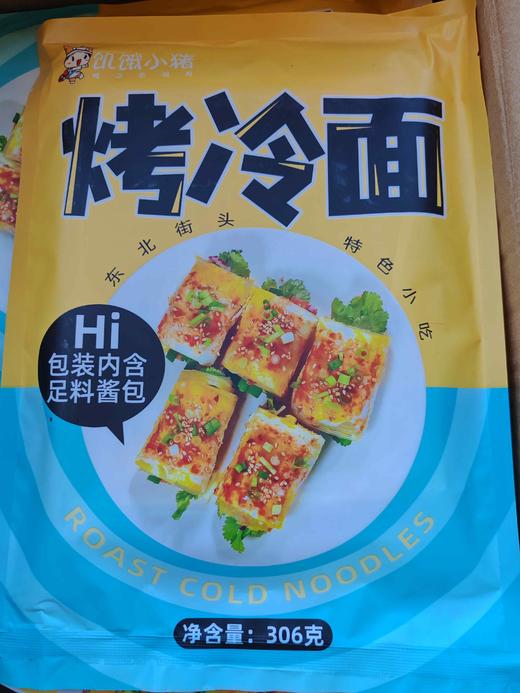 饥饿小猪
烤冷面
东北街头 特色小吃
Hi
包装内含
足料酱包
ROAST COLD NOODLES
净含量：306克